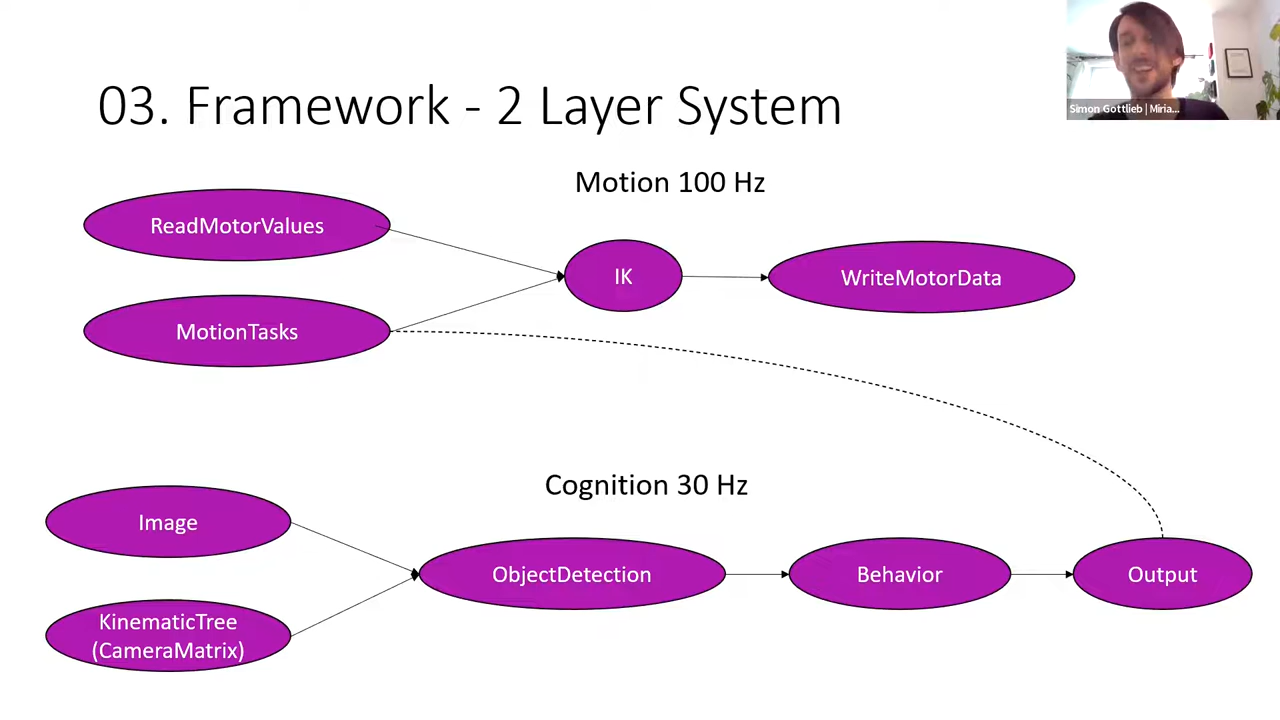 03. Framework - 2 Layer System
Simon Gottlieb | Miria...
Motion 100 Hz
ReadMotorValues
IK
WriteMotorData
MotionTasks
Cognition 30 Hz
Image
ObjectDetection
Behavior
Output
KinematicTree
(CameraMatrix)